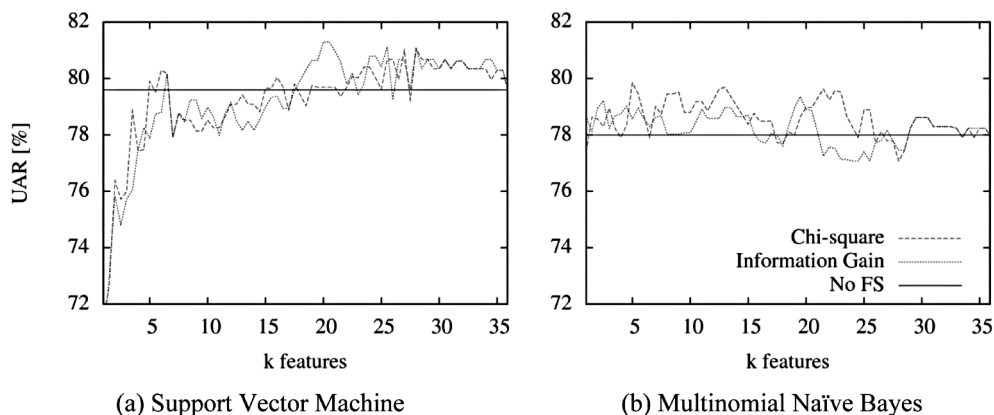 82
80
78
76
74
72
UAR [%]
5 10 15 20 25 30 35
k features
(a) Support Vector Machine
82
80
78
76
74
72
Chi-square
Information Gain
No FS
5 10 15 20 25 30 35
k features
(b) Multinomial Naïve Bayes